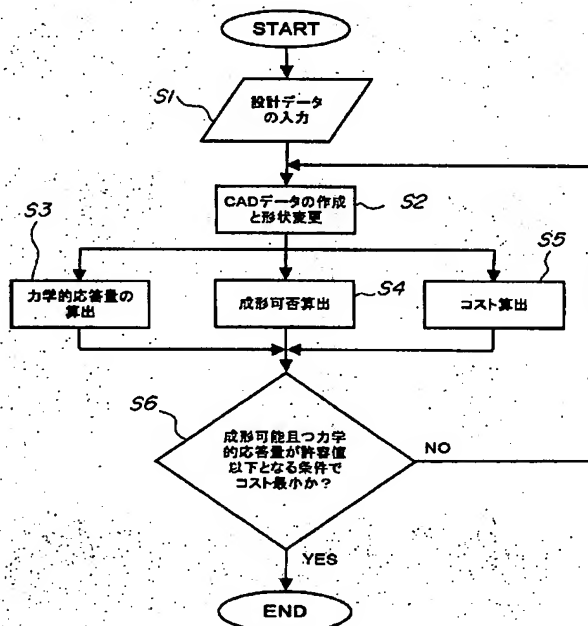 START
S1
設計データ
の入力
CADデータの作成
と形状変更
S2
S3
力学的応答量の
算出
成形可否算出
S4
S5
コスト算出
S6
成形可能且つ力学
的応答量が許容値
以下となる条件で
コスト最小か?
NO
YES
END